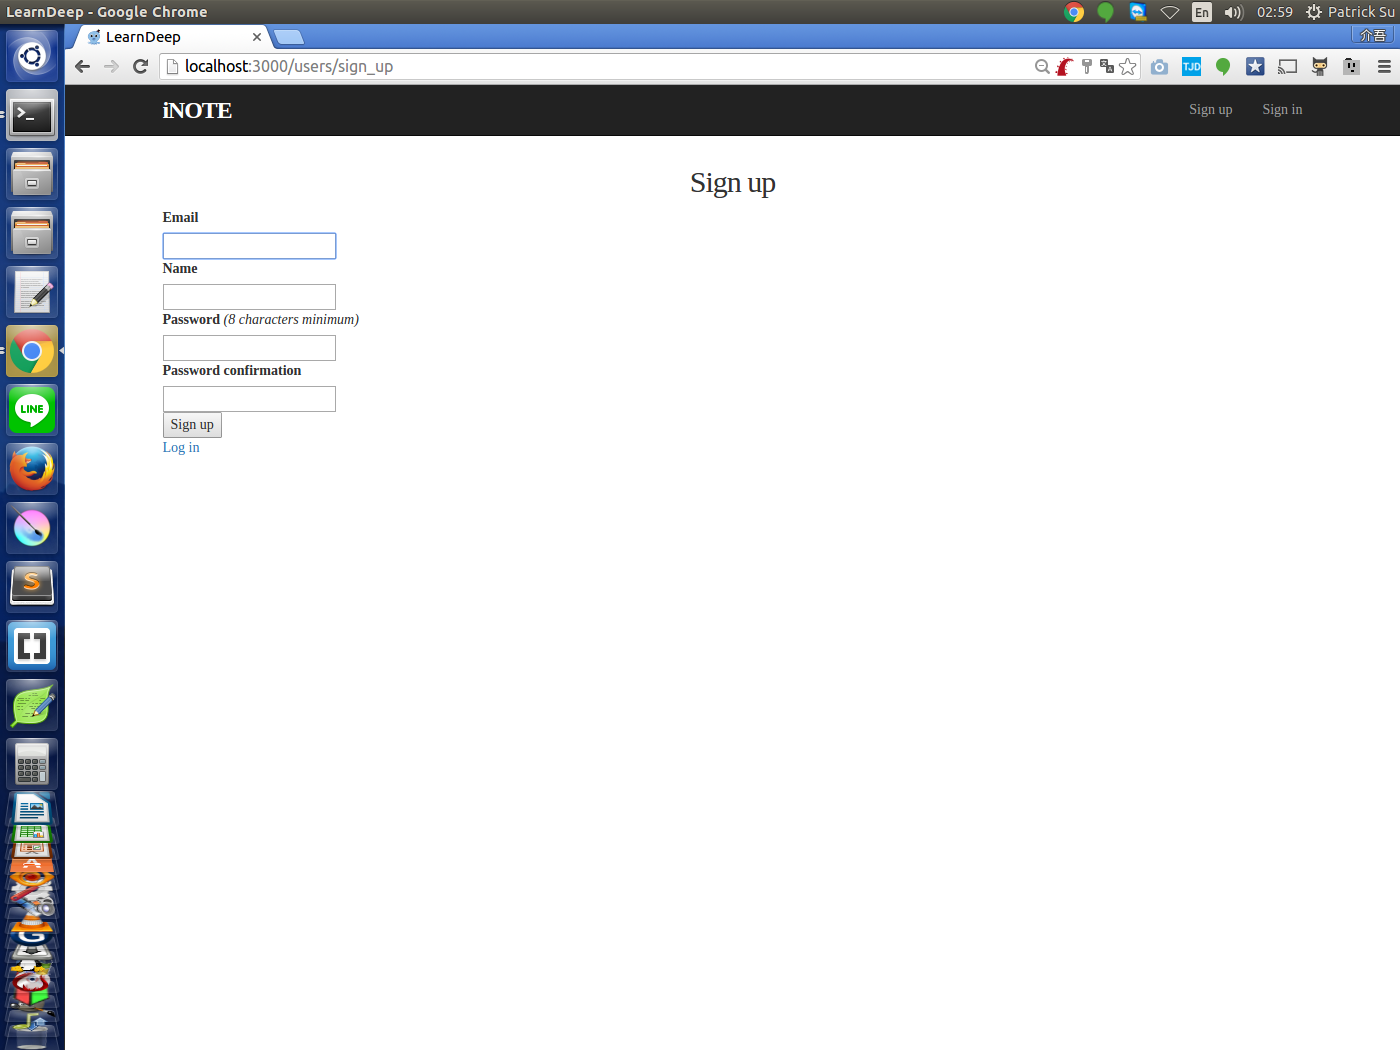 LearnDeep - Google Chrome
En
02:59
Patrick Su
LearnDeep
介吾
localhost:3000/users/sign_up
TJD
iNOTE
Sign up
Sign in
Sign up
Email
Name
Password (8 characters minimum)
Password confirmation
Sign up
Log in
LINE